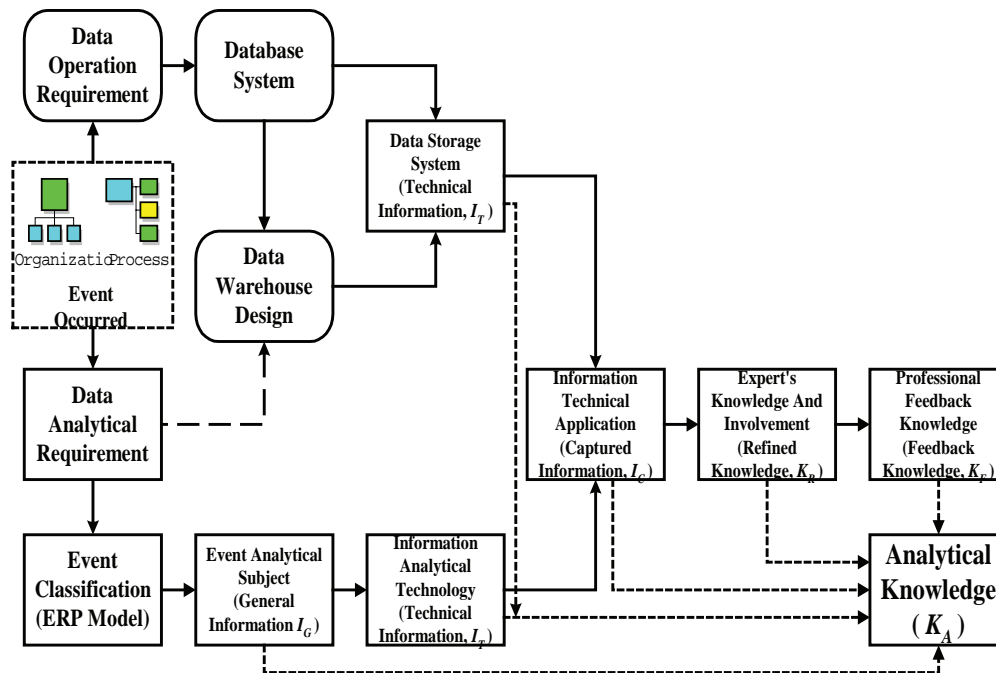 Data
Operation
Requirement
Database
System
Data Storage
System
(Technical
Information, I_T)
Organizatic
Process
Event
Occurred
Data
Warehouse
Design
Data
Analytical
Requirement
Information
Technical
Application
(Captured
Information, I_C)
Expert's
Knowledge And
Involvement
(Refined
Knowledge, K_R)
Professional
Feedback
Knowledge
(Feedback
Knowledge, K_F)
Event
Classification
(ERP Model)
Event Analytical
Subject
(General
Information I_G)
Information
Analytical
Technology
(Technical
Information, I_T)
Analytical
Knowledge
(K_A)